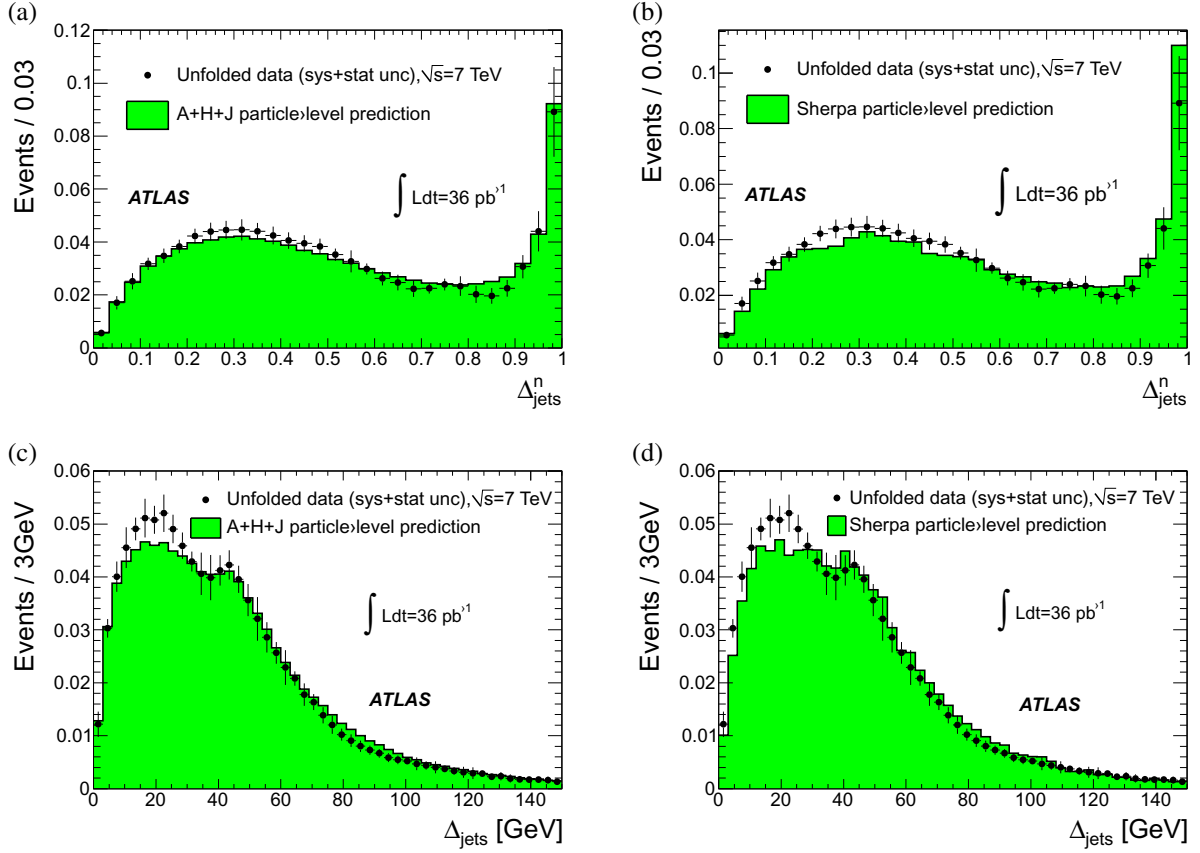 (a)
0.12
0.1
0.08
0.06
0.04
0.02
0
Events / 0.03
Unfolded data (sys+stat unc),√s=7 TeV
A+H+J particle›level prediction
ATLAS
∫ Ldt=36 pb›1
0 0.1 0.2 0.3 0.4 0.5 0.6 0.7 0.8 0.9 1
Δⁿjets
(b)
0.1
0.08
0.06
0.04
0.02
Events / 0.03
Unfolded data (sys+stat unc),√s=7 TeV
Sherpa particle›level prediction
ATLAS
∫ Ldt=36 pb›1
0 0.1 0.2 0.3 0.4 0.5 0.6 0.7 0.8 0.9 1
Δⁿjets
(c)
0.06
0.05
0.04
0.03
0.02
0.01
0
Events / 3GeV
Unfolded data (sys+stat unc),√s=7 TeV
A+H+J particle›level prediction
∫ Ldt=36 pb›1
ATLAS
0 20 40 60 80 100 120 140
Δjets [GeV]
(d)
0.06
0.05
0.04
0.03
0.02
0.01
0
Events / 3GeV
Unfolded data (sys+stat unc),√s=7 TeV
Sherpa particle›level prediction
∫ Ldt=36 pb›1
ATLAS
0 20 40 60 80 100 120 140
Δjets [GeV]